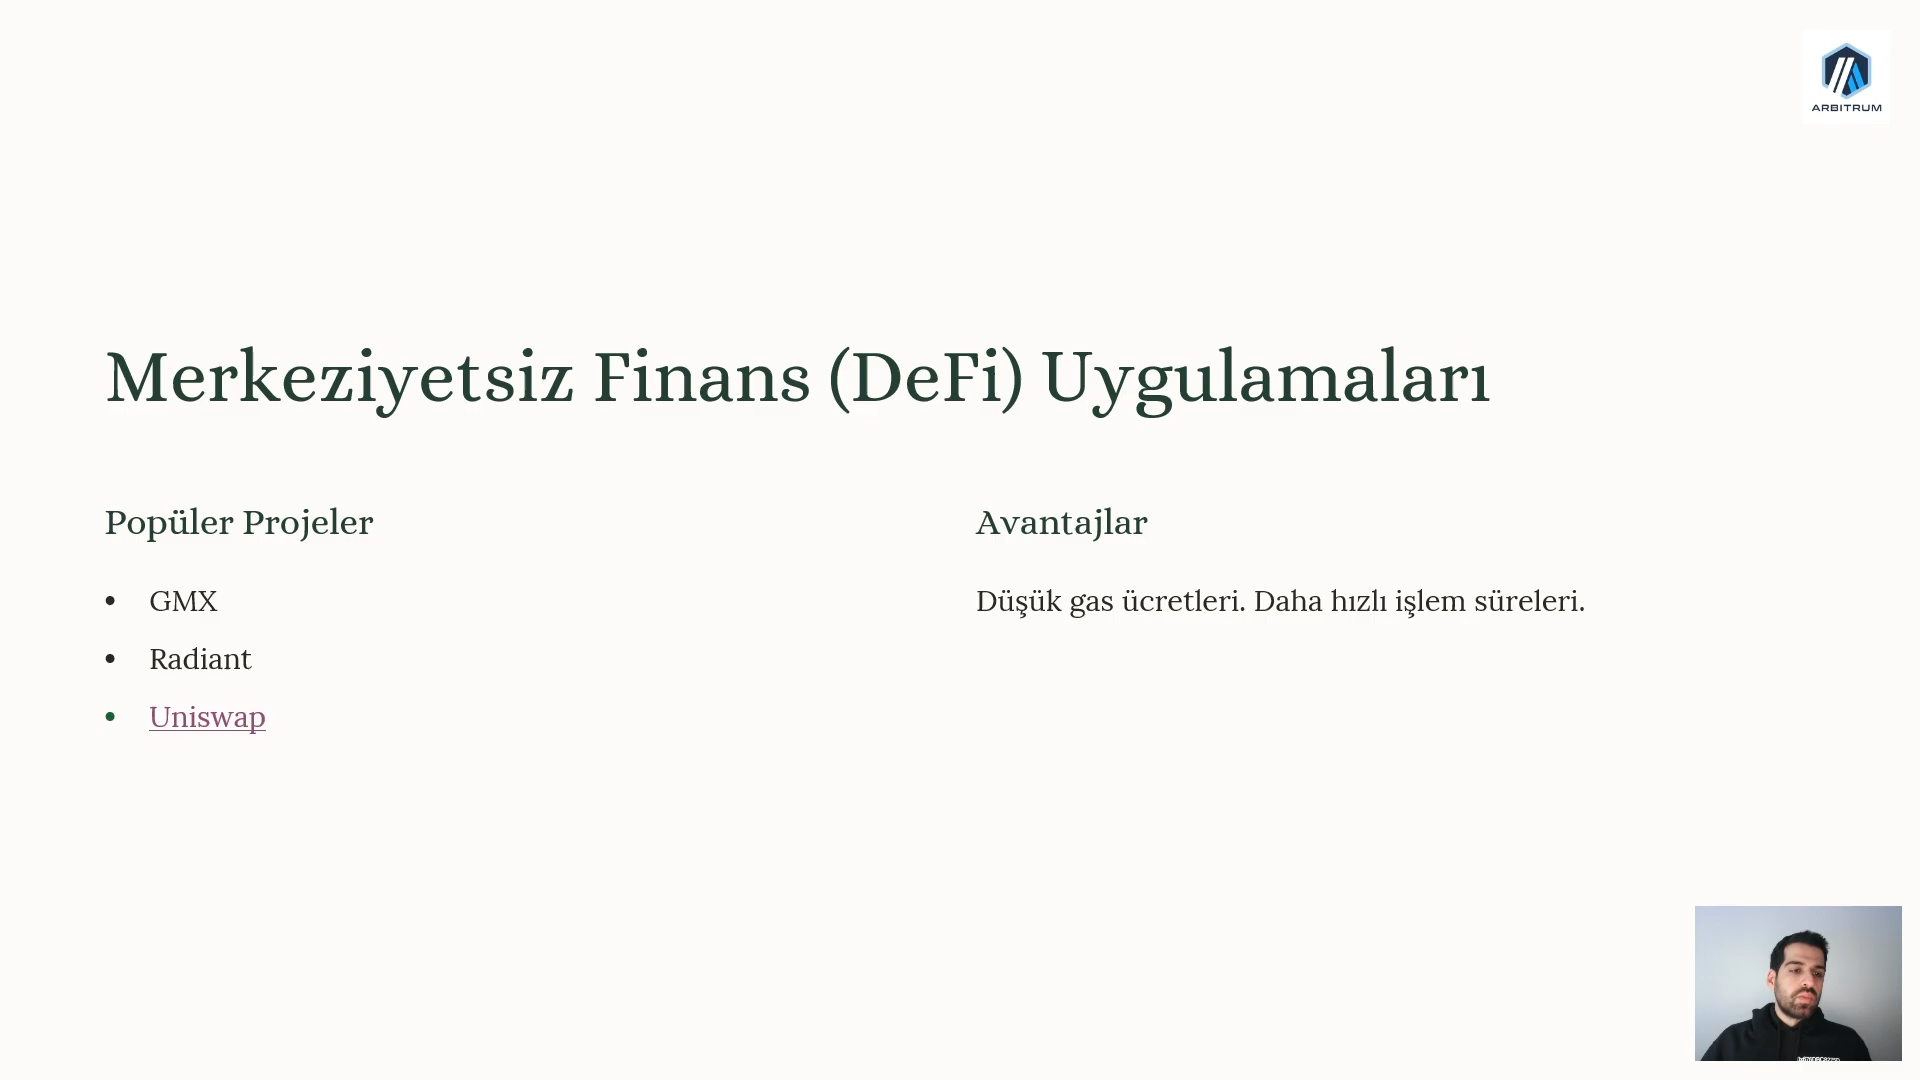 ARBITRUM
Merkeziyetsiz Finans (DeFi) Uygulamaları
Popüler Projeler
• GMX
• Radiant
• Uniswap
Avantajlar
Düşük gas ücretleri. Daha hızlı işlem süreleri.